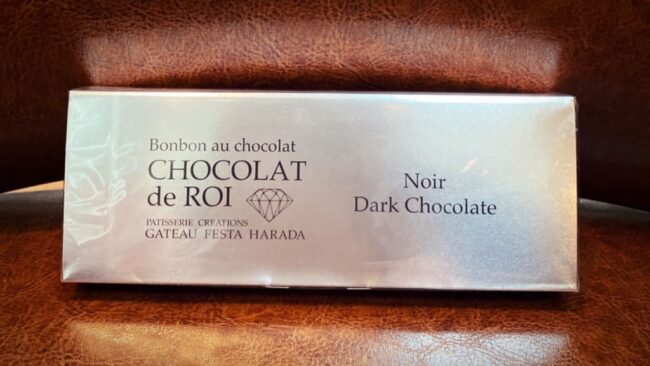 Bonbon au chocolat
CHOCOLAT
de ROI
PATISSERIE CREATIONS
GATEAU FESTA HARADA
Noir
Dark Chocolate